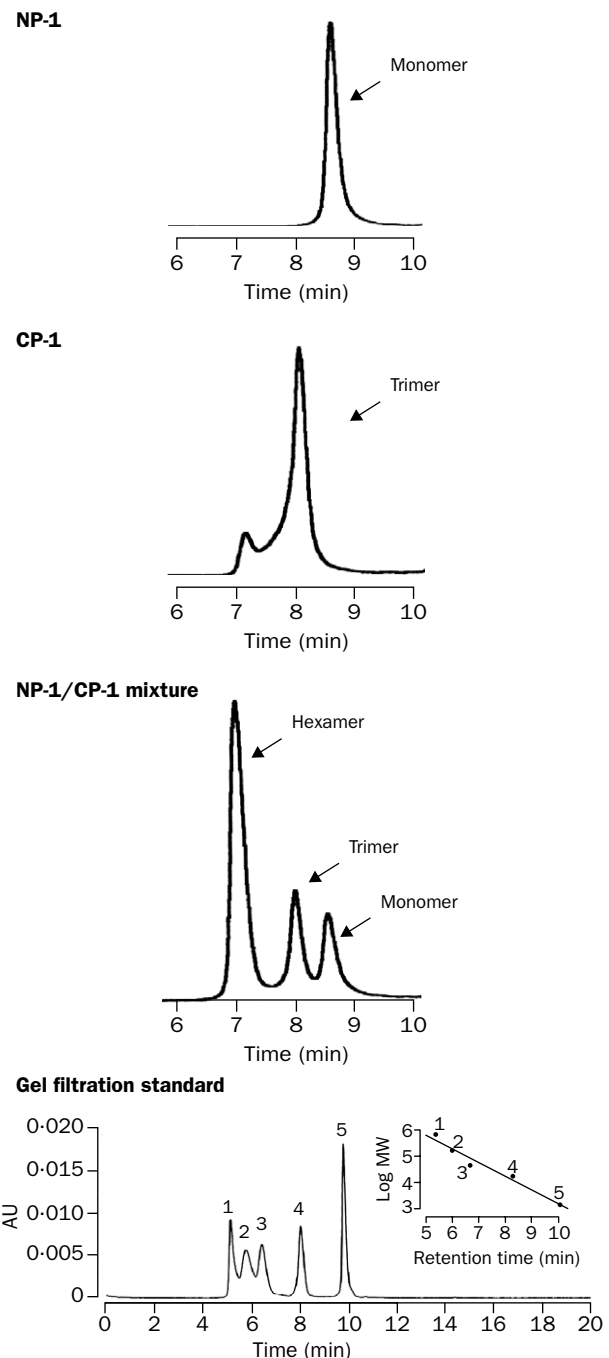 NP-1
Monomer
6 7 8 9 10
Time (min)
CP-1
Trimer
6 7 8 9 10
Time (min)
NP-1/CP-1 mixture
Hexamer
Trimer
Monomer
6 7 8 9 10
Time (min)
Gel filtration standard
0·020
0·015
0·010
0·005
0
AU
1 2 3 4 5
0 2 4 6 8 10 12 14 16 18 20
Time (min)
6
5
4
3
Log MW
1
2
3
4
5
5 6 7 8 9 10
Retention time (min)